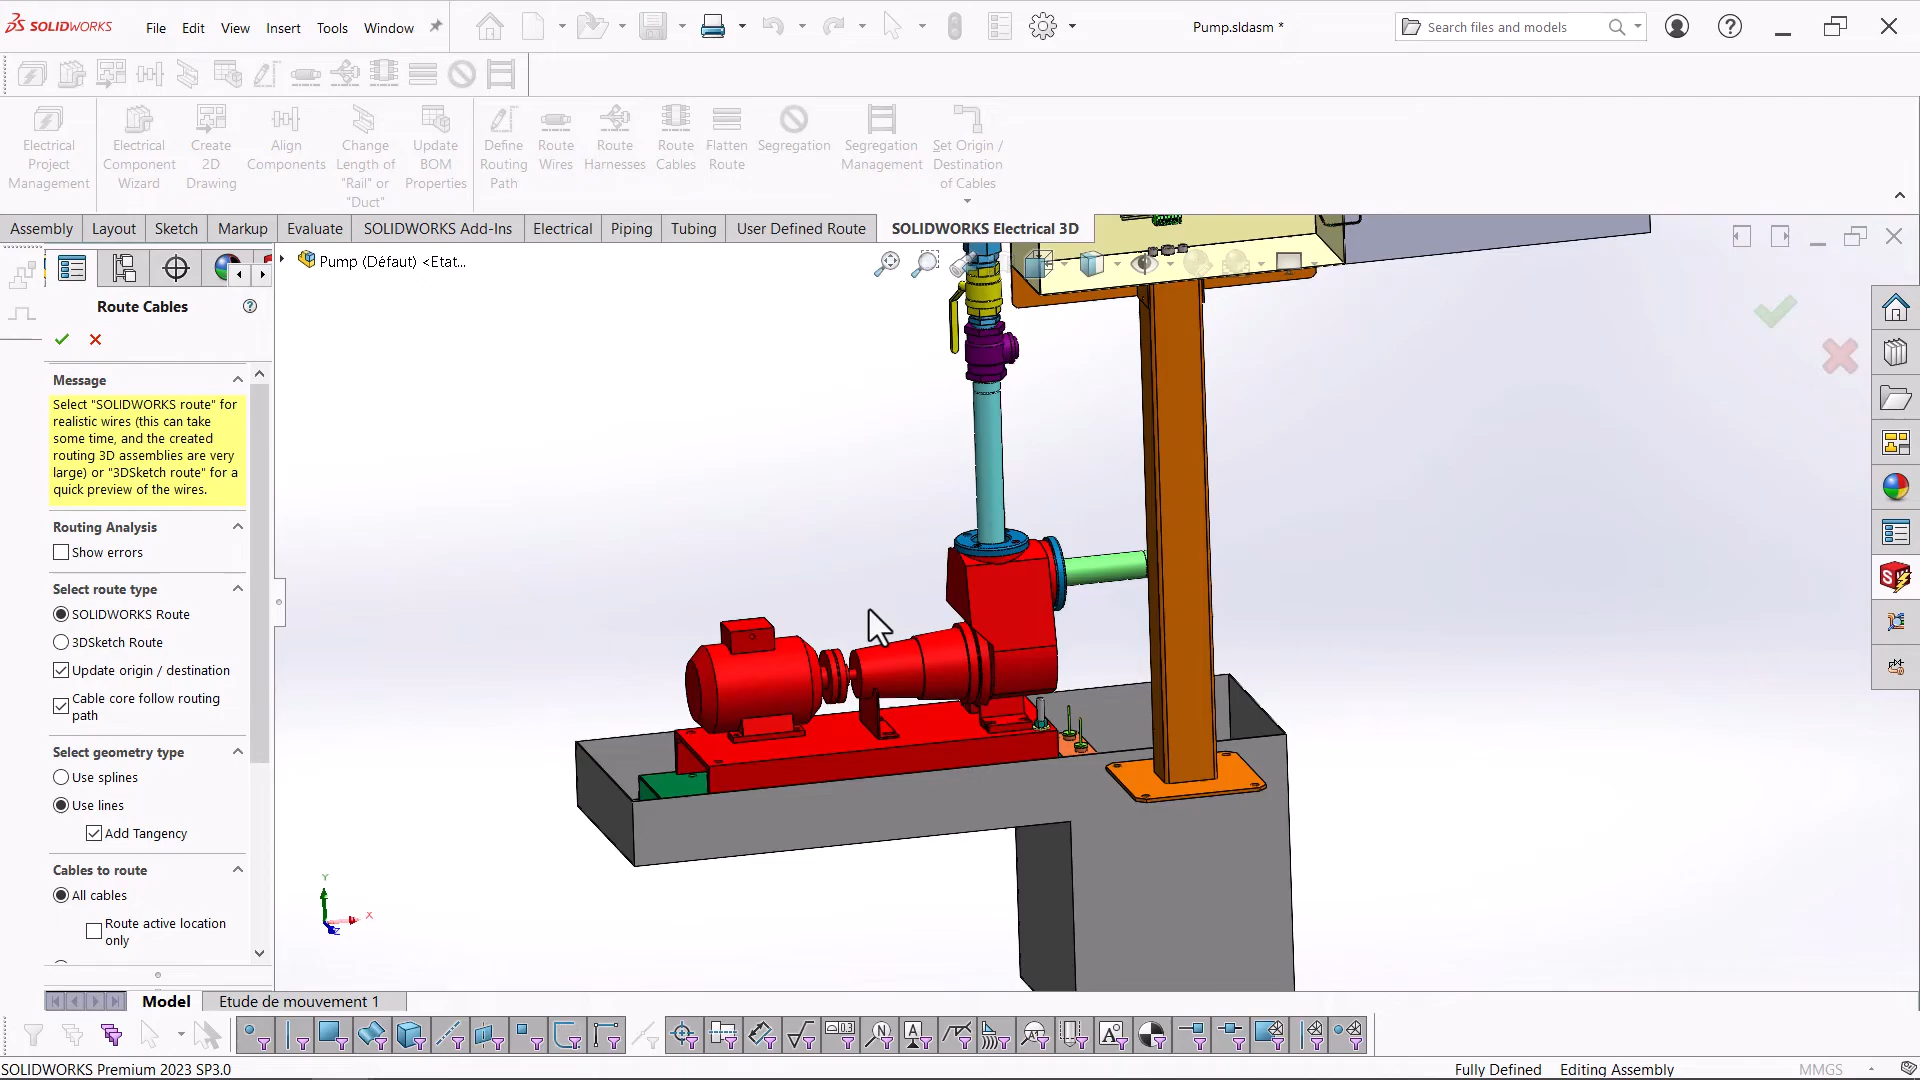 SOLIDWORKS
File Edit View Insert Tools Window
Pump.sldasm *
Search files and models
Electrical Project Management
Electrical Component Wizard
Create 2D Drawing
Align Components
Change Length of "Rail" or "Duct"
Update BOM Properties
Define Routing Path
Route Wires
Route Harnesses
Route Cables
Flatten Route
Segregation
Segregation Management
Set Origin / Destination of Cables
Assembly Layout Sketch Markup Evaluate SOLIDWORKS Add-Ins Electrical Piping Tubing User Defined Route SOLIDWORKS Electrical 3D
Pump (Défaut) <Etat...
Route Cables
Message
Select "SOLIDWORKS route" for
realistic wires (this can take
some time, and the created
routing 3D assemblies are very
large) or "3DSketch route" for a
quick preview of the wires.
Routing Analysis
Show errors
Select route type
SOLIDWORKS Route
3DSketch Route
Update origin / destination
Cable core follow routing
path
Select geometry type
Use splines
Use lines
Add Tangency
Cables to route
All cables
Route active location
only
Y
X
Z
Model Etude de mouvement 1
SOLIDWORKS Premium 2023 SP3.0
Fully Defined Editing Assembly MMGS